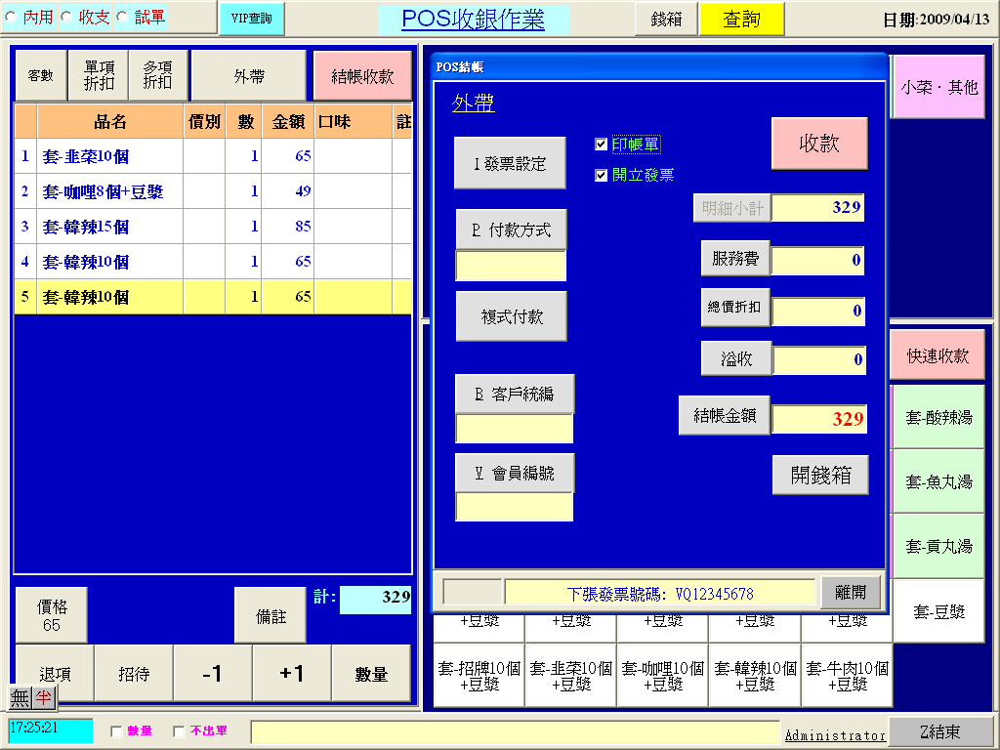 內用 收支 試單 VIP查詢 POS收銀作業 錢箱 查詢 日期:2009/04/13
客數 單項折扣 多項折扣 外帶 結帳收款
品名 價別 數 金額 口味 註
1 套-韭菜10個 1 65
2 套-咖哩8個+豆漿 1 49
3 套-韓辣15個 1 85
4 套-韓辣10個 1 65
5 套-韓辣10個 1 65
價格
65
備註
計: 329
退項 招待 -1 +1 數量
無 半
POS結帳
外帶
I 發票設定
印帳單
開立發票
收款
P 付款方式
明細小計 329
服務費 0
複式付款
總價折扣 0
溢收 0
B 客戶統編
結帳金額 329
V 會員編號
開錢箱
下張發票號碼: VQ12345678
離開
小菜‧其他
快速收款
套-酸辣湯
套-魚丸湯
套-貢丸湯
套-豆漿
+豆漿 +豆漿 +豆漿 +豆漿 +豆漿
套-招牌10個 套-韭菜10個 套-咖哩10個 套-韓辣10個 套-牛肉10個
+豆漿 +豆漿 +豆漿 +豆漿 +豆漿
17:25:21 數量 不出單 Administrator Z結束